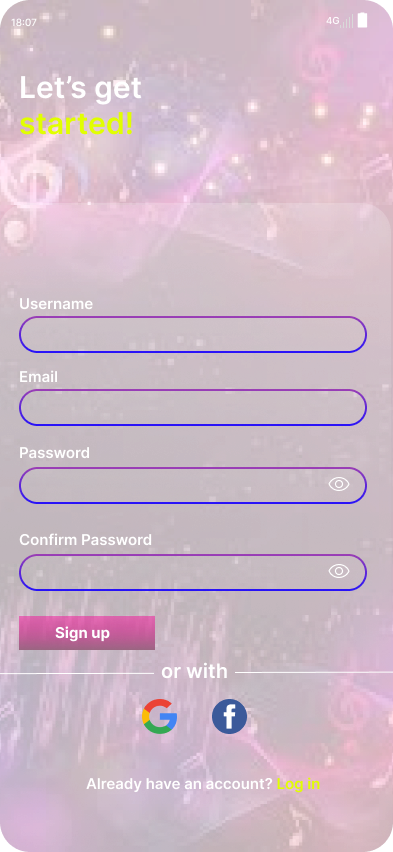 18:07
4G
Let’s get
started!
Username
Email
Password
Confirm Password
Sign up
or with
Already have an account? Log in